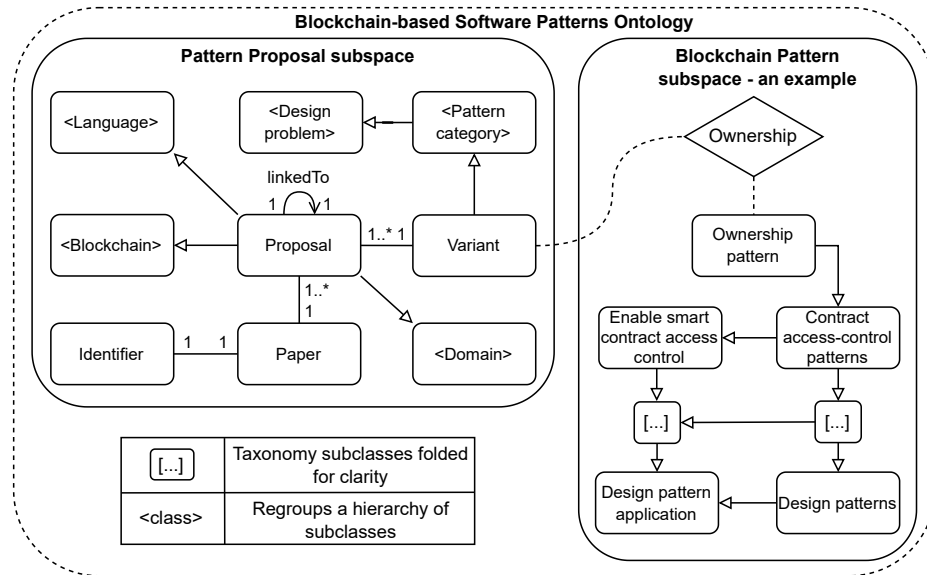 Blockchain-based Software Patterns Ontology
Pattern Proposal subspace
<Language>
<Design
problem>
<Pattern
category>
linkedTo
1
1
<Blockchain>
Proposal
1..*
1
Variant
1..*
1
Identifier
1
1
Paper
<Domain>
Blockchain Pattern
subspace - an example
Ownership
Ownership
pattern
Enable smart
contract access
control
Contract
access-control
patterns
[...]
[...]
Design pattern
application
Design patterns
[...]
Taxonomy subclasses folded
for clarity
<class>
Regroups a hierarchy of
subclasses